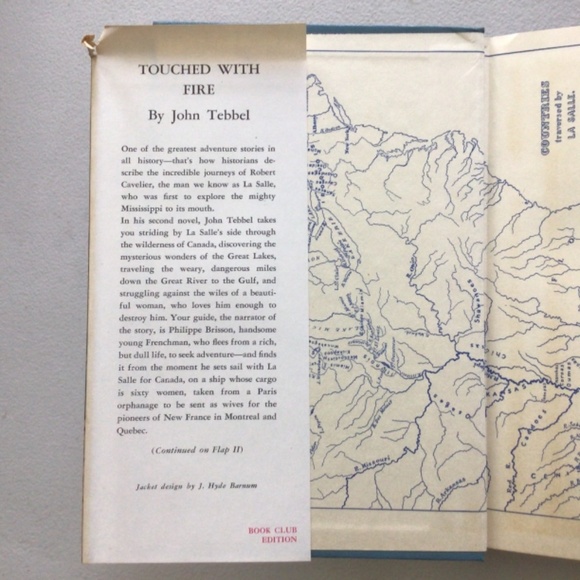 TOUCHED WITH
FIRE
By John Tebbel
One of the greatest adventure stories in
all history—that's how historians de-
scribe the incredible journeys of Robert
Cavelier, the man we know as La Salle,
who was first to explore the mighty
Mississippi to its mouth.
In his second novel, John Tebbel takes
you striding by La Salle's side through
the wilderness of Canada, discovering the
mysterious wonders of the Great Lakes,
traveling the weary, dangerous miles
down the Great River to the Gulf, and
struggling against the wiles of a beauti-
ful woman, who loves him enough to
destroy him. Your guide, the narrator of
the story, is Philippe Brisson, handsome
young Frenchman, who flees from a rich,
but dull life, to seek adventure—and finds
it from the moment he sets sail with La
Salle for Canada, on a ship whose cargo
is sixty women, taken from a Paris
orphanage to be sent as wives for the
pioneers of New France in Montreal and
Quebec.
(Continued on Flap II)
Jacket design by J. Hyde Barnum
BOOK CLUB
EDITION
COUNTRIES
traversed by
LA SALLE.
R. Missouri
R. Arkansas